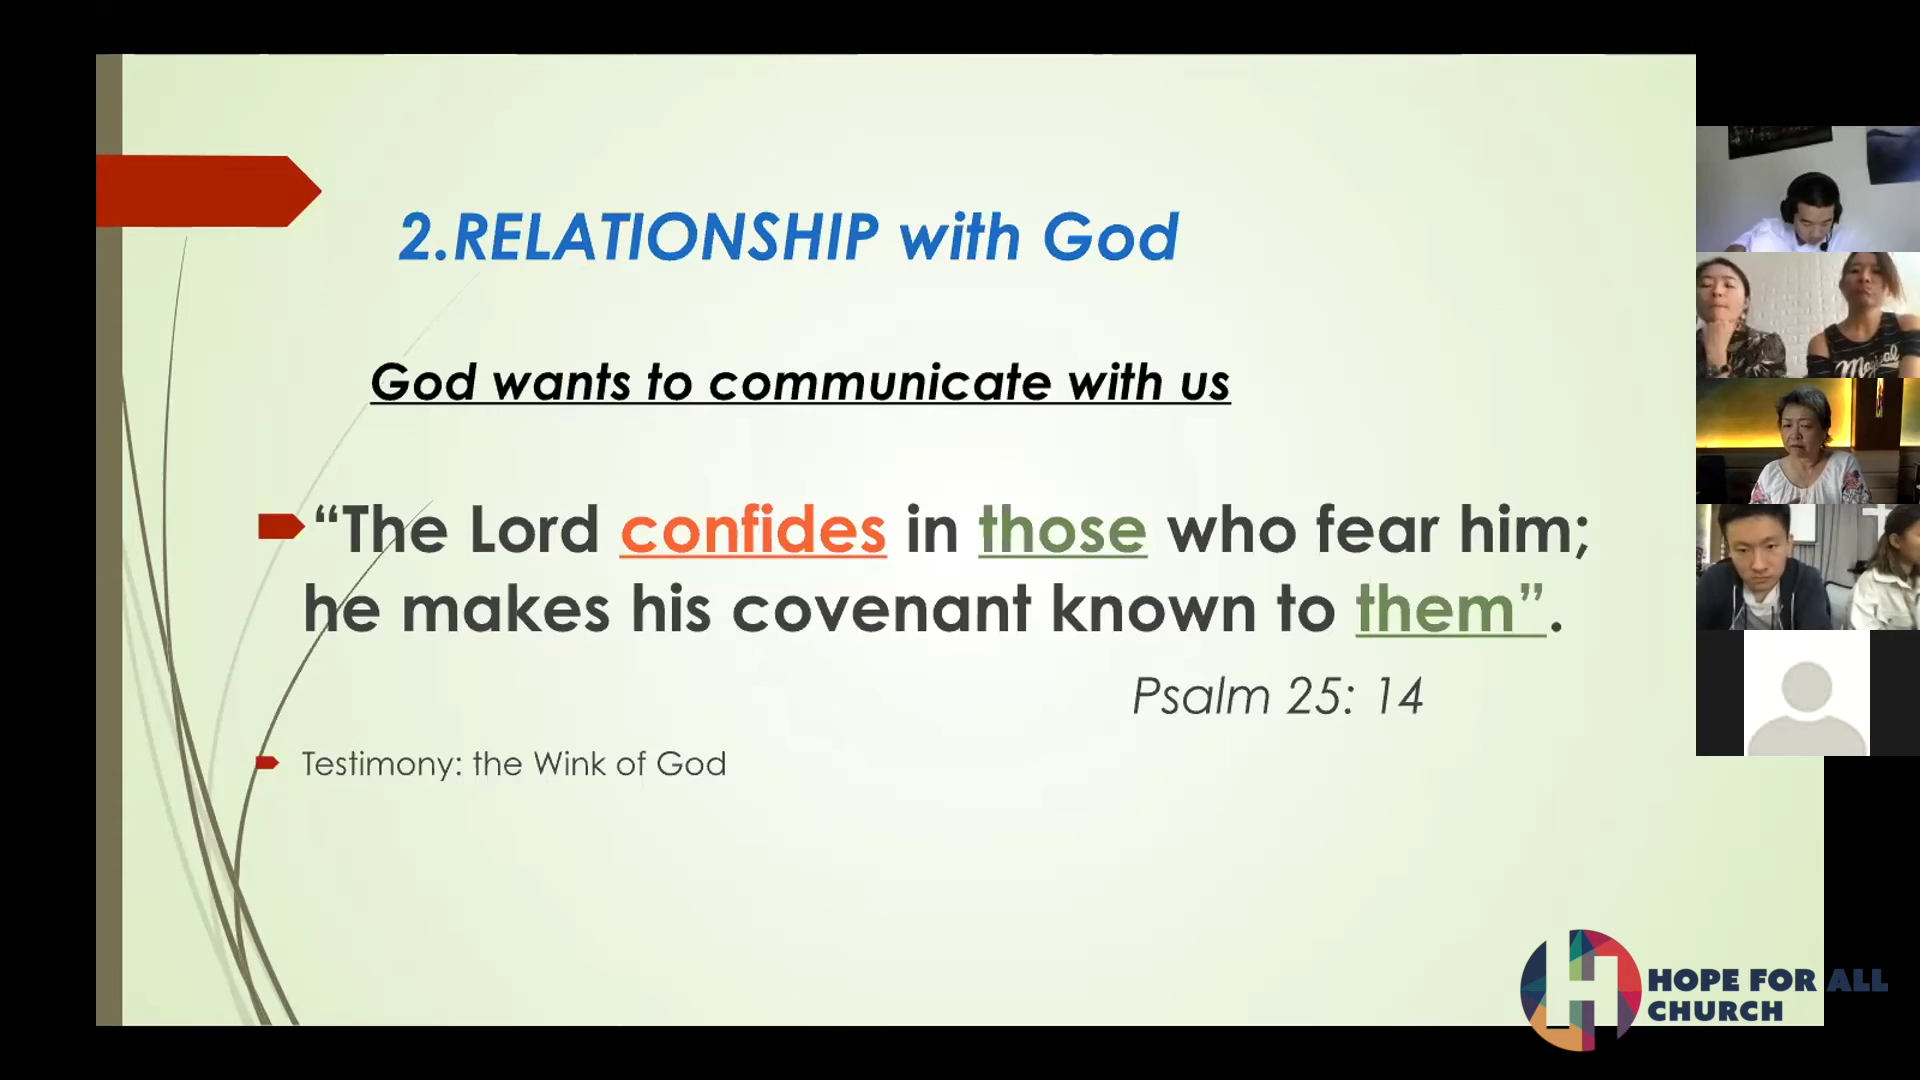 2.RELATIONSHIP with God
God wants to communicate with us
“The Lord confides in those who fear him;
he makes his covenant known to them”.
Psalm 25: 14
Testimony: the Wink of God
Magical
HOPE FOR ALL
CHURCH